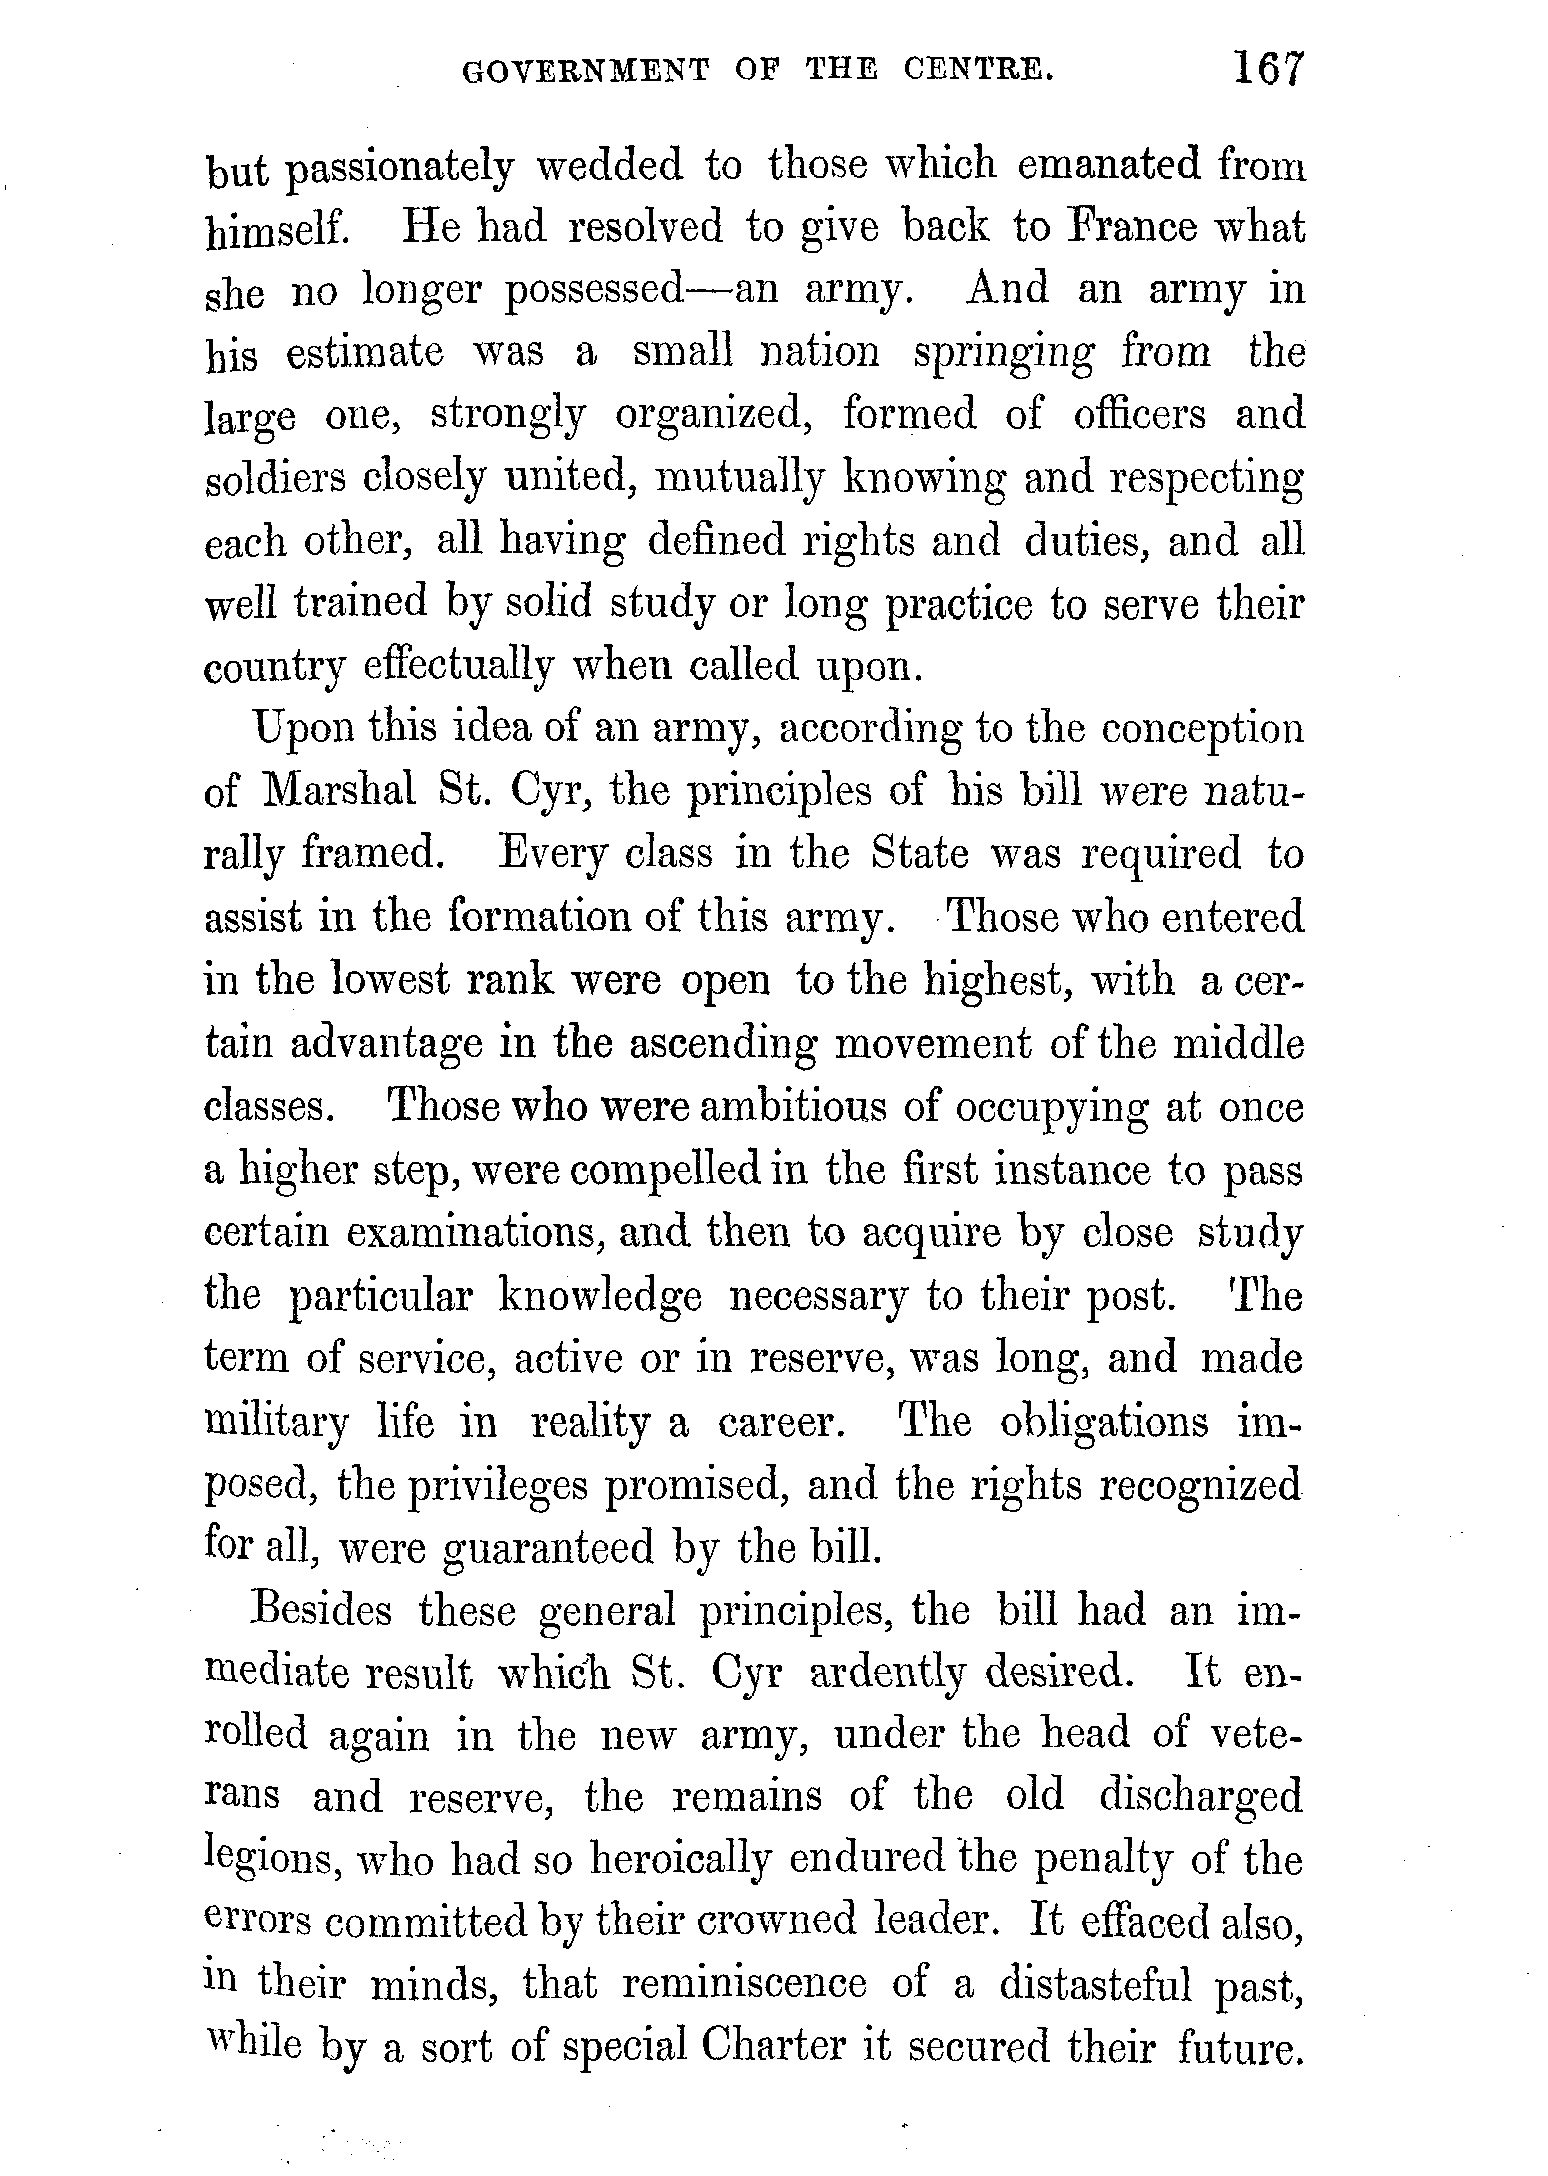 GOVERNMENT OF THE CENTRE. 167
but passionately wedded to those which emanated from
himself. He had resolved to give back to France what
she no longer possessed—an army. And an army in
his estimate was a small nation springing from the
large one, strongly organized, formed of officers and
soldiers closely united, mutually knowing and respecting
each other, all having defined rights and duties, and all
well trained by solid study or long practice to serve their
country effectually when called upon.
Upon this idea of an army, according to the conception
of Marshal St. Cyr, the principles of his bill were natu-
rally framed. Every class in the State was required to
assist in the formation of this army. Those who entered
in the lowest rank were open to the highest, with a cer-
tain advantage in the ascending movement of the middle
classes. Those who were ambitious of occupying at once
a higher step, were compelled in the first instance to pass
certain examinations, and then to acquire by close study
the particular knowledge necessary to their post. The
term of service, active or in reserve, was long, and made
military life in reality a career. The obligations im-
posed, the privileges promised, and the rights recognized
for all, were guaranteed by the bill.
Besides these general principles, the bill had an im-
mediate result which St. Cyr ardently desired. It en-
rolled again in the new army, under the head of vete-
rans and reserve, the remains of the old discharged
legions, who had so heroically endured the penalty of the
errors committed by their crowned leader. It effaced also,
in their minds, that reminiscence of a distasteful past,
while by a sort of special Charter it secured their future.